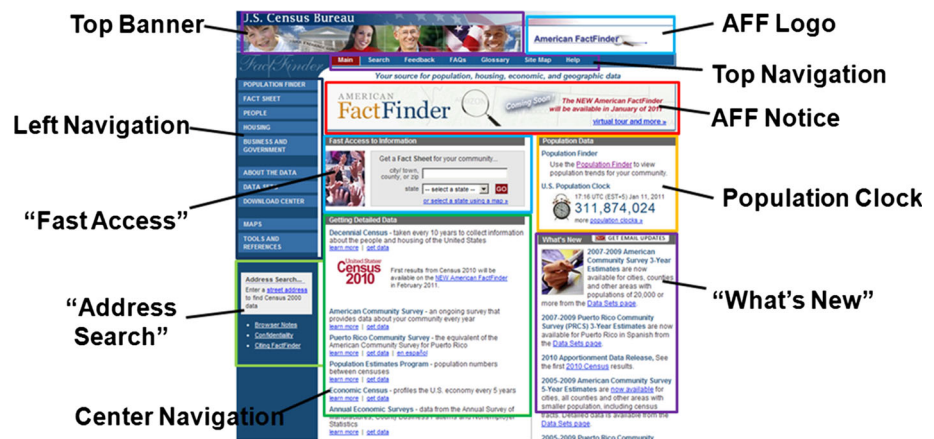 Top Banner
Left Navigation
“Fast Access”
“Address
Search”
Center Navigation
U.S. Census Bureau
FactFinder
POPULATION FINDER
FACT SHEET
PEOPLE
HOUSING
BUSINESS AND
GOVERNMENT
ABOUT THE DATA
DOWNLOAD CENTER
MAPS
TOOLS AND
REFERENCES
Address Search...
Enter a street address
to find Census 2000
data
Browser Notes
Confidentiality
Citing FactFinder
American FactFinder
Main Search Feedback FAQs Glossary Site Map Help
Your source for population, housing, economic, and geographic data
AMERICAN
FactFinder
Coming Soon!
The NEW American FactFinder
will be available in January of 2011
virtual tour and more »
Fast Access to Information
Get a Fact Sheet for your community...
city/ town,
county, or zip
state -- select a state -- GO
or select a state using a map »
Getting Detailed Data
Decennial Census - taken every 10 years to collect information
about the people and housing of the United States
learn more | get data
United States
Census
2010
First results from Census 2010 will be
available on the NEW American FactFinder
in February 2011.
American Community Survey - an ongoing survey that
provides data about your community every year
learn more | get data
Puerto Rico Community Survey - the equivalent of the
American Community Survey for Puerto Rico
learn more | get data | en español
Population Estimates Program - population numbers
between censuses
learn more | get data
Economic Census - profiles the U.S. economy every 5 years
learn more | get data
Annual Economic Surveys - data from the Annual Survey of
Statistics
learn more | get data
Population Data
Population Finder
Use the Population Finder to view
population trends for your community.
U.S. Population Clock
17:16 UTC (EST+5) Jan 11, 2011
311,874,024
more population clocks »
What's New GET EMAIL UPDATES
2007-2009 American
Community Survey 3-Year
Estimates are now
available for cities, counties
and other areas with
populations of 20,000 or
more from the Data Sets page.
2007-2009 Puerto Rico Community
Survey (PRCS) 3-Year Estimates are now
available for Puerto Rico in Spanish from
the Data Sets page.
2010 Apportionment Data Release, See
the first 2010 Census results.
2005-2009 American Community Survey
5-Year Estimates are now available for
cities, all counties and other areas with
smaller population, including census
tracts. Detailed data is available from the
Data Sets page.
2005-2009 Puerto Rico Community
AFF Logo
Top Navigation
AFF Notice
Population Clock
“What’s New”